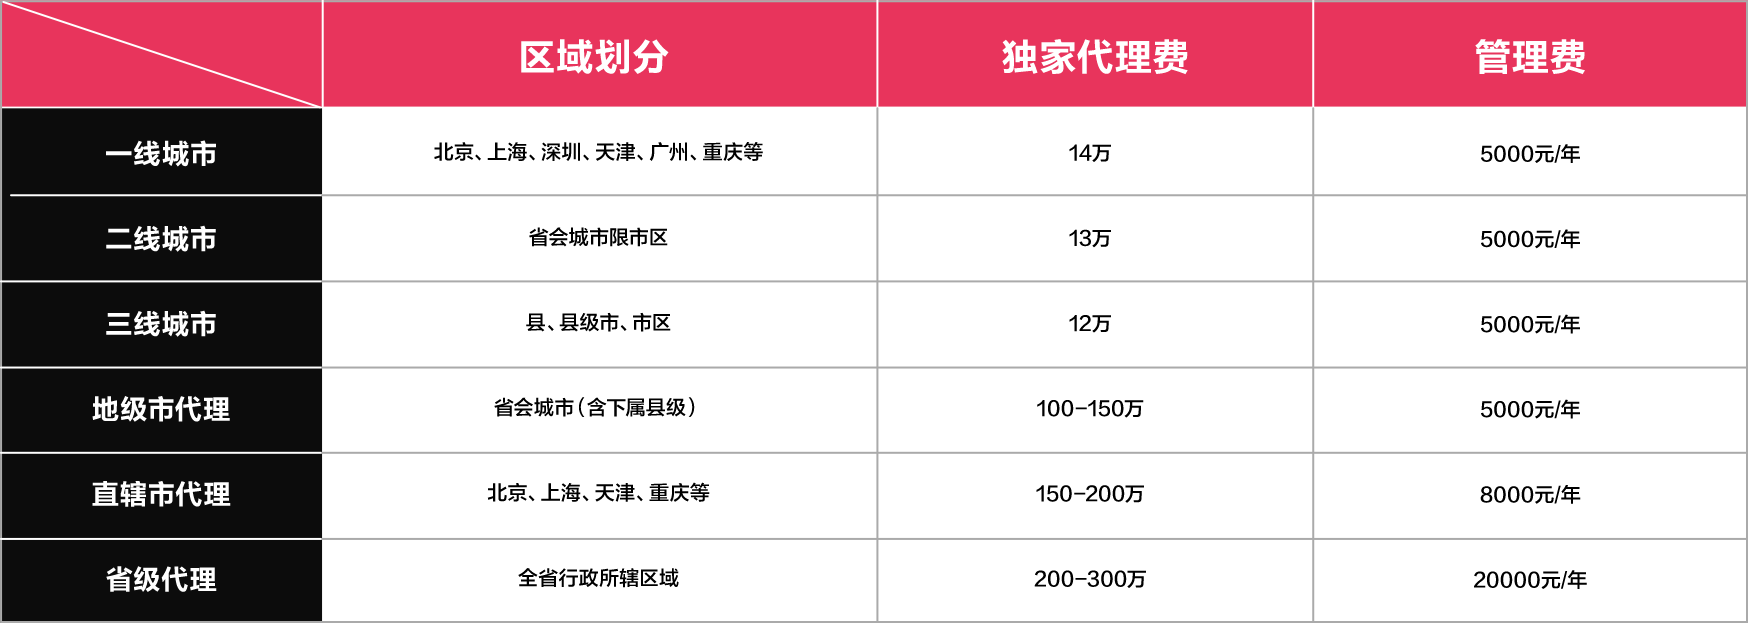 区域划分 独家代理费 管理费
一线城市 北京、上海、深圳、天津、广州、重庆等 14万 5000元/年
二线城市 省会城市限市区 13万 5000元/年
三线城市 县、县级市、市区 12万 5000元/年
地级市代理 省会城市(含下属县级) 100-150万 5000元/年
直辖市代理 北京、上海、天津、重庆等 150-200万 8000元/年
省级代理 全省行政所辖区域 200-300万 20000元/年